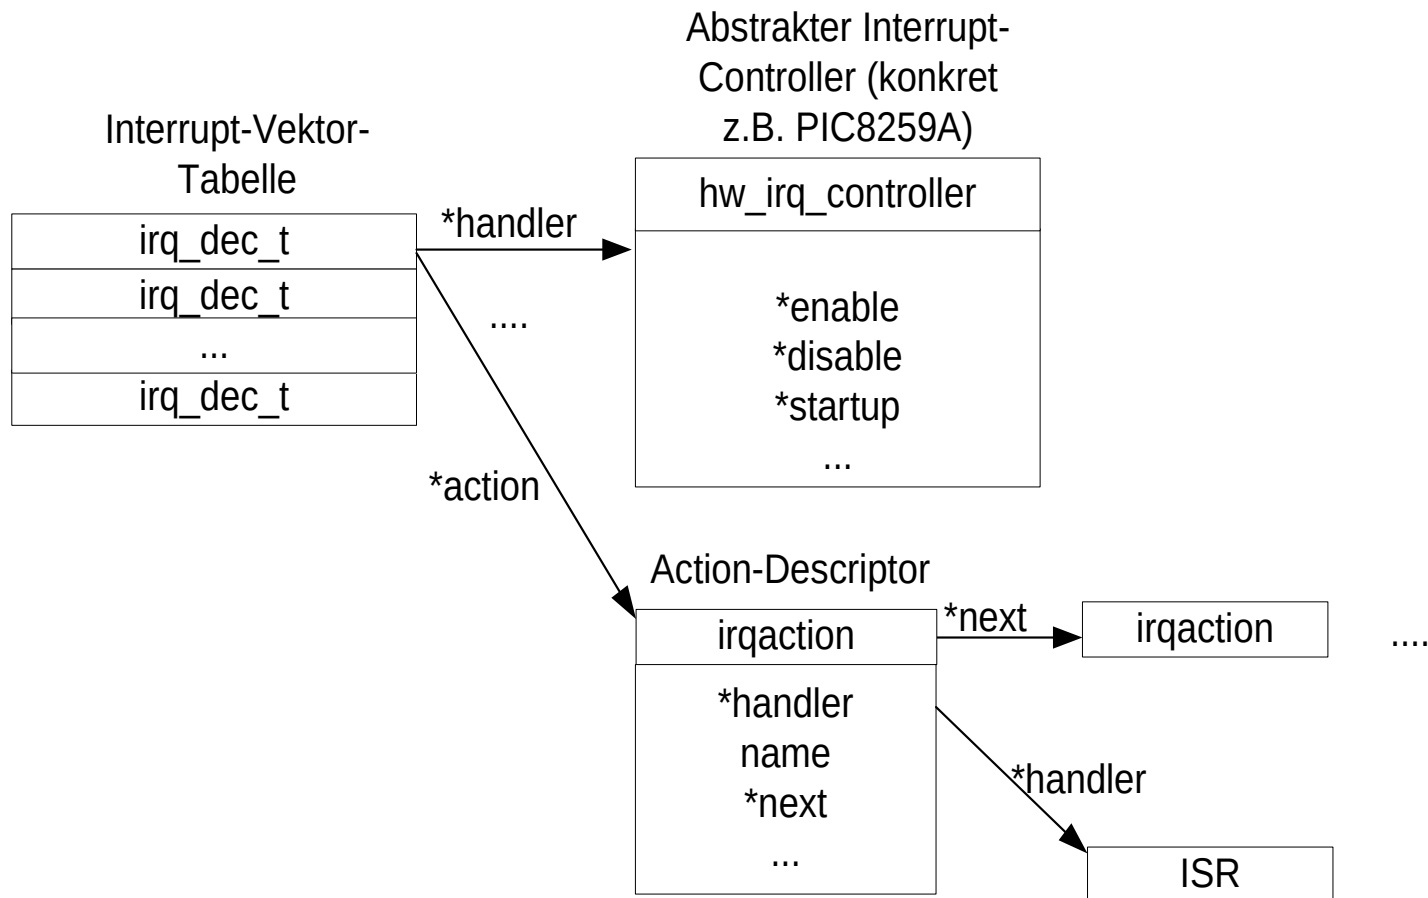 Abstrakter Interrupt-
Controller (konkret
z.B. PIC8259A)
Interrupt-Vektor-
Tabelle
hw_irq_controller
*handler
irq_dec_t
irq_dec_t
...
irq_dec_t
....
*enable
*disable
*startup
...
*action
Action-Descriptor
irqaction
*next
irqaction
....
*handler
name
*next
...
*handler
ISR